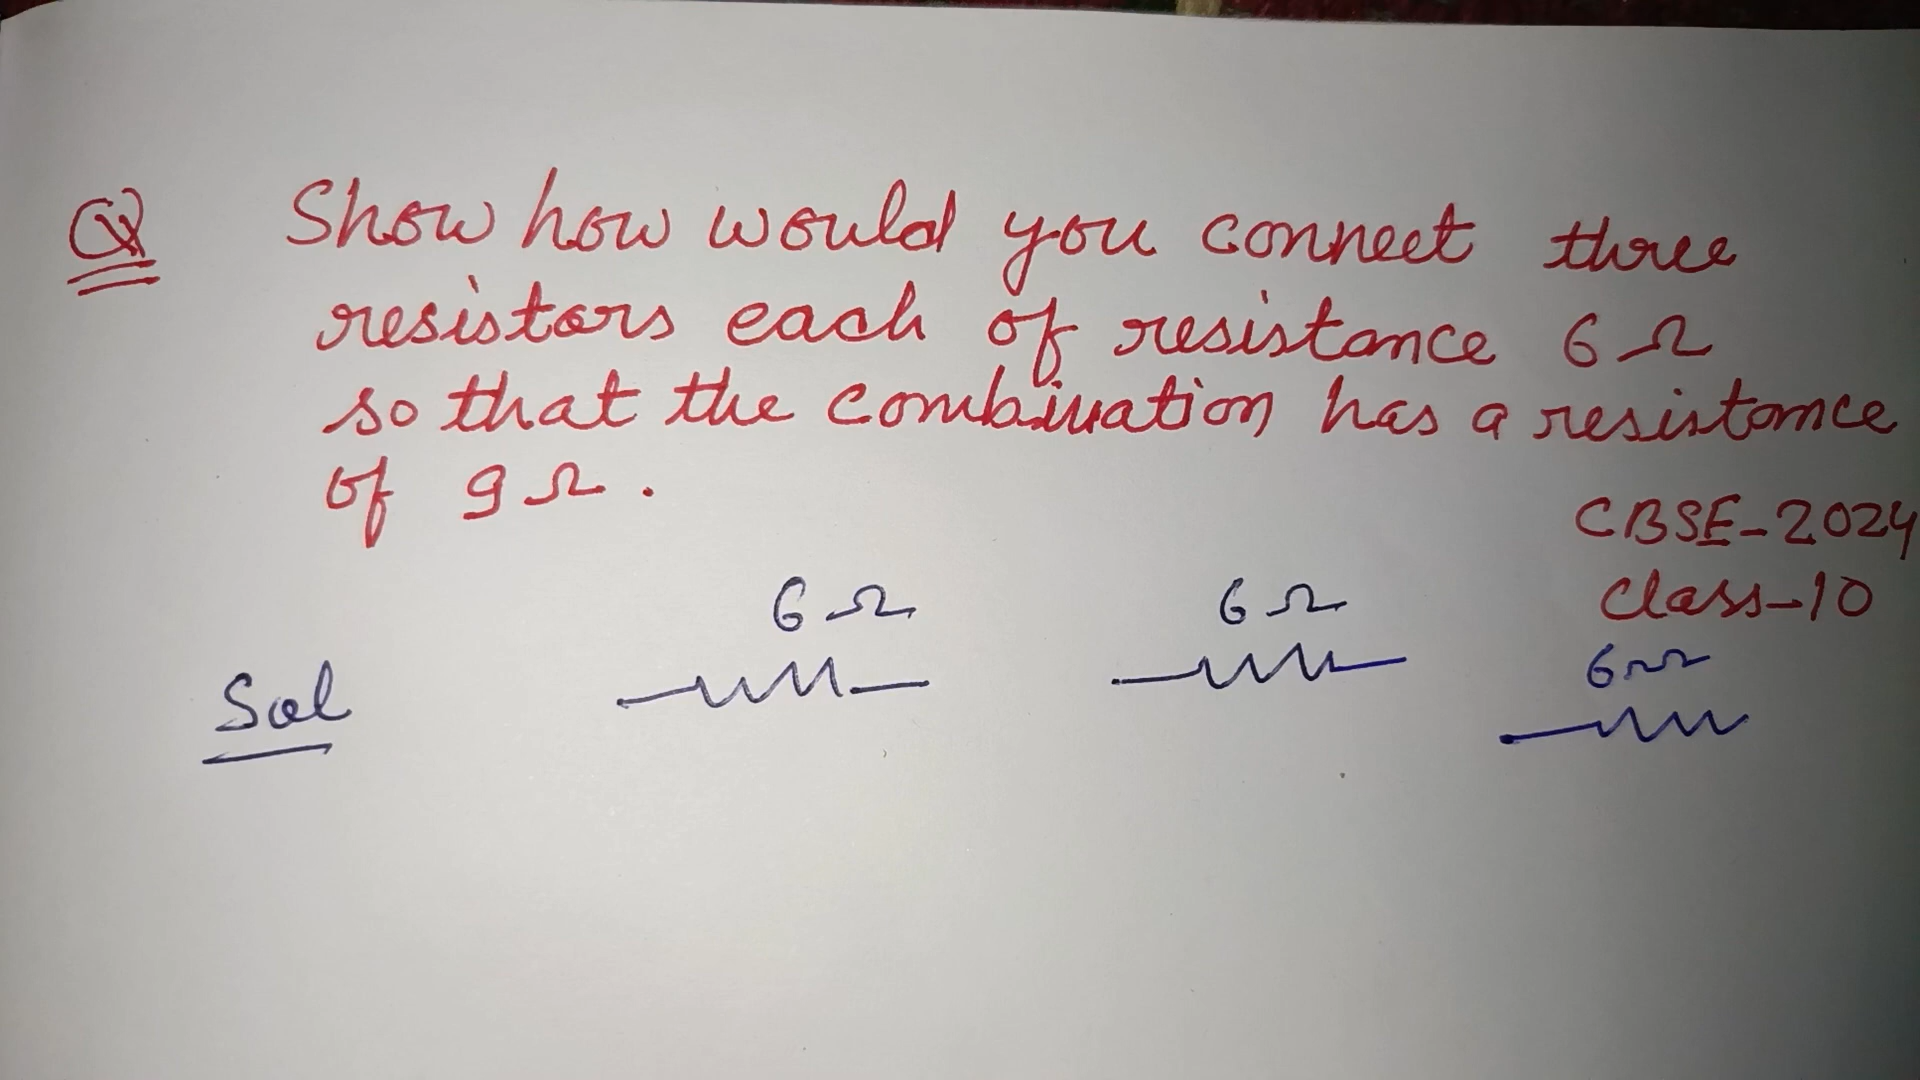 Q Show how would you connect three
resistors each of resistance 6 Ω
so that the combination has a resistance
of 9 Ω.
CBSE-2024
Class-10
Sol 6 Ω 6 Ω 6 Ω